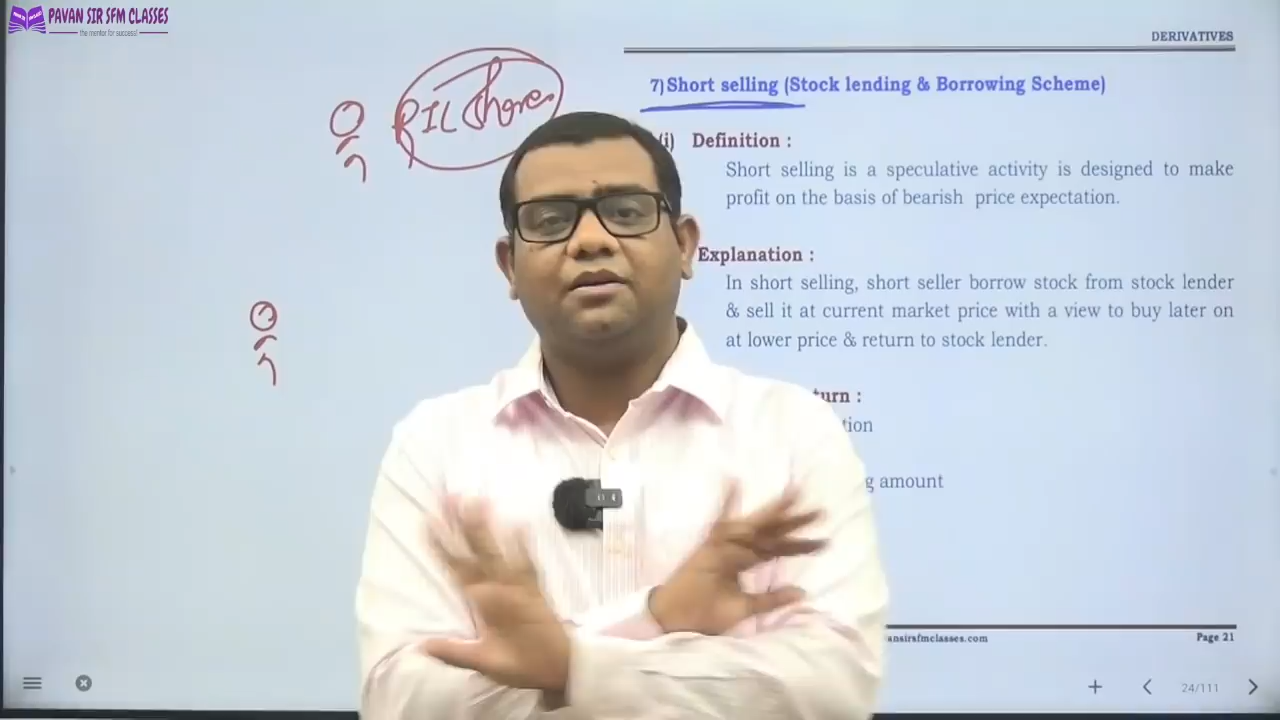 PAVAN SIR SFM CLASSES
the mentor for success!
DERIVATIVES
RIL Shares
7) Short selling (Stock lending & Borrowing Scheme)
(i) Definition :
Short selling is a speculative activity is designed to make
profit on the basis of bearish price expectation.
Explanation :
In short selling, short seller borrow stock from stock lender
& sell it at current market price with a view to buy later on
at lower price & return to stock lender.
turn :
tion
g amount
ansirsfmclasses.com
Page 21
24/111